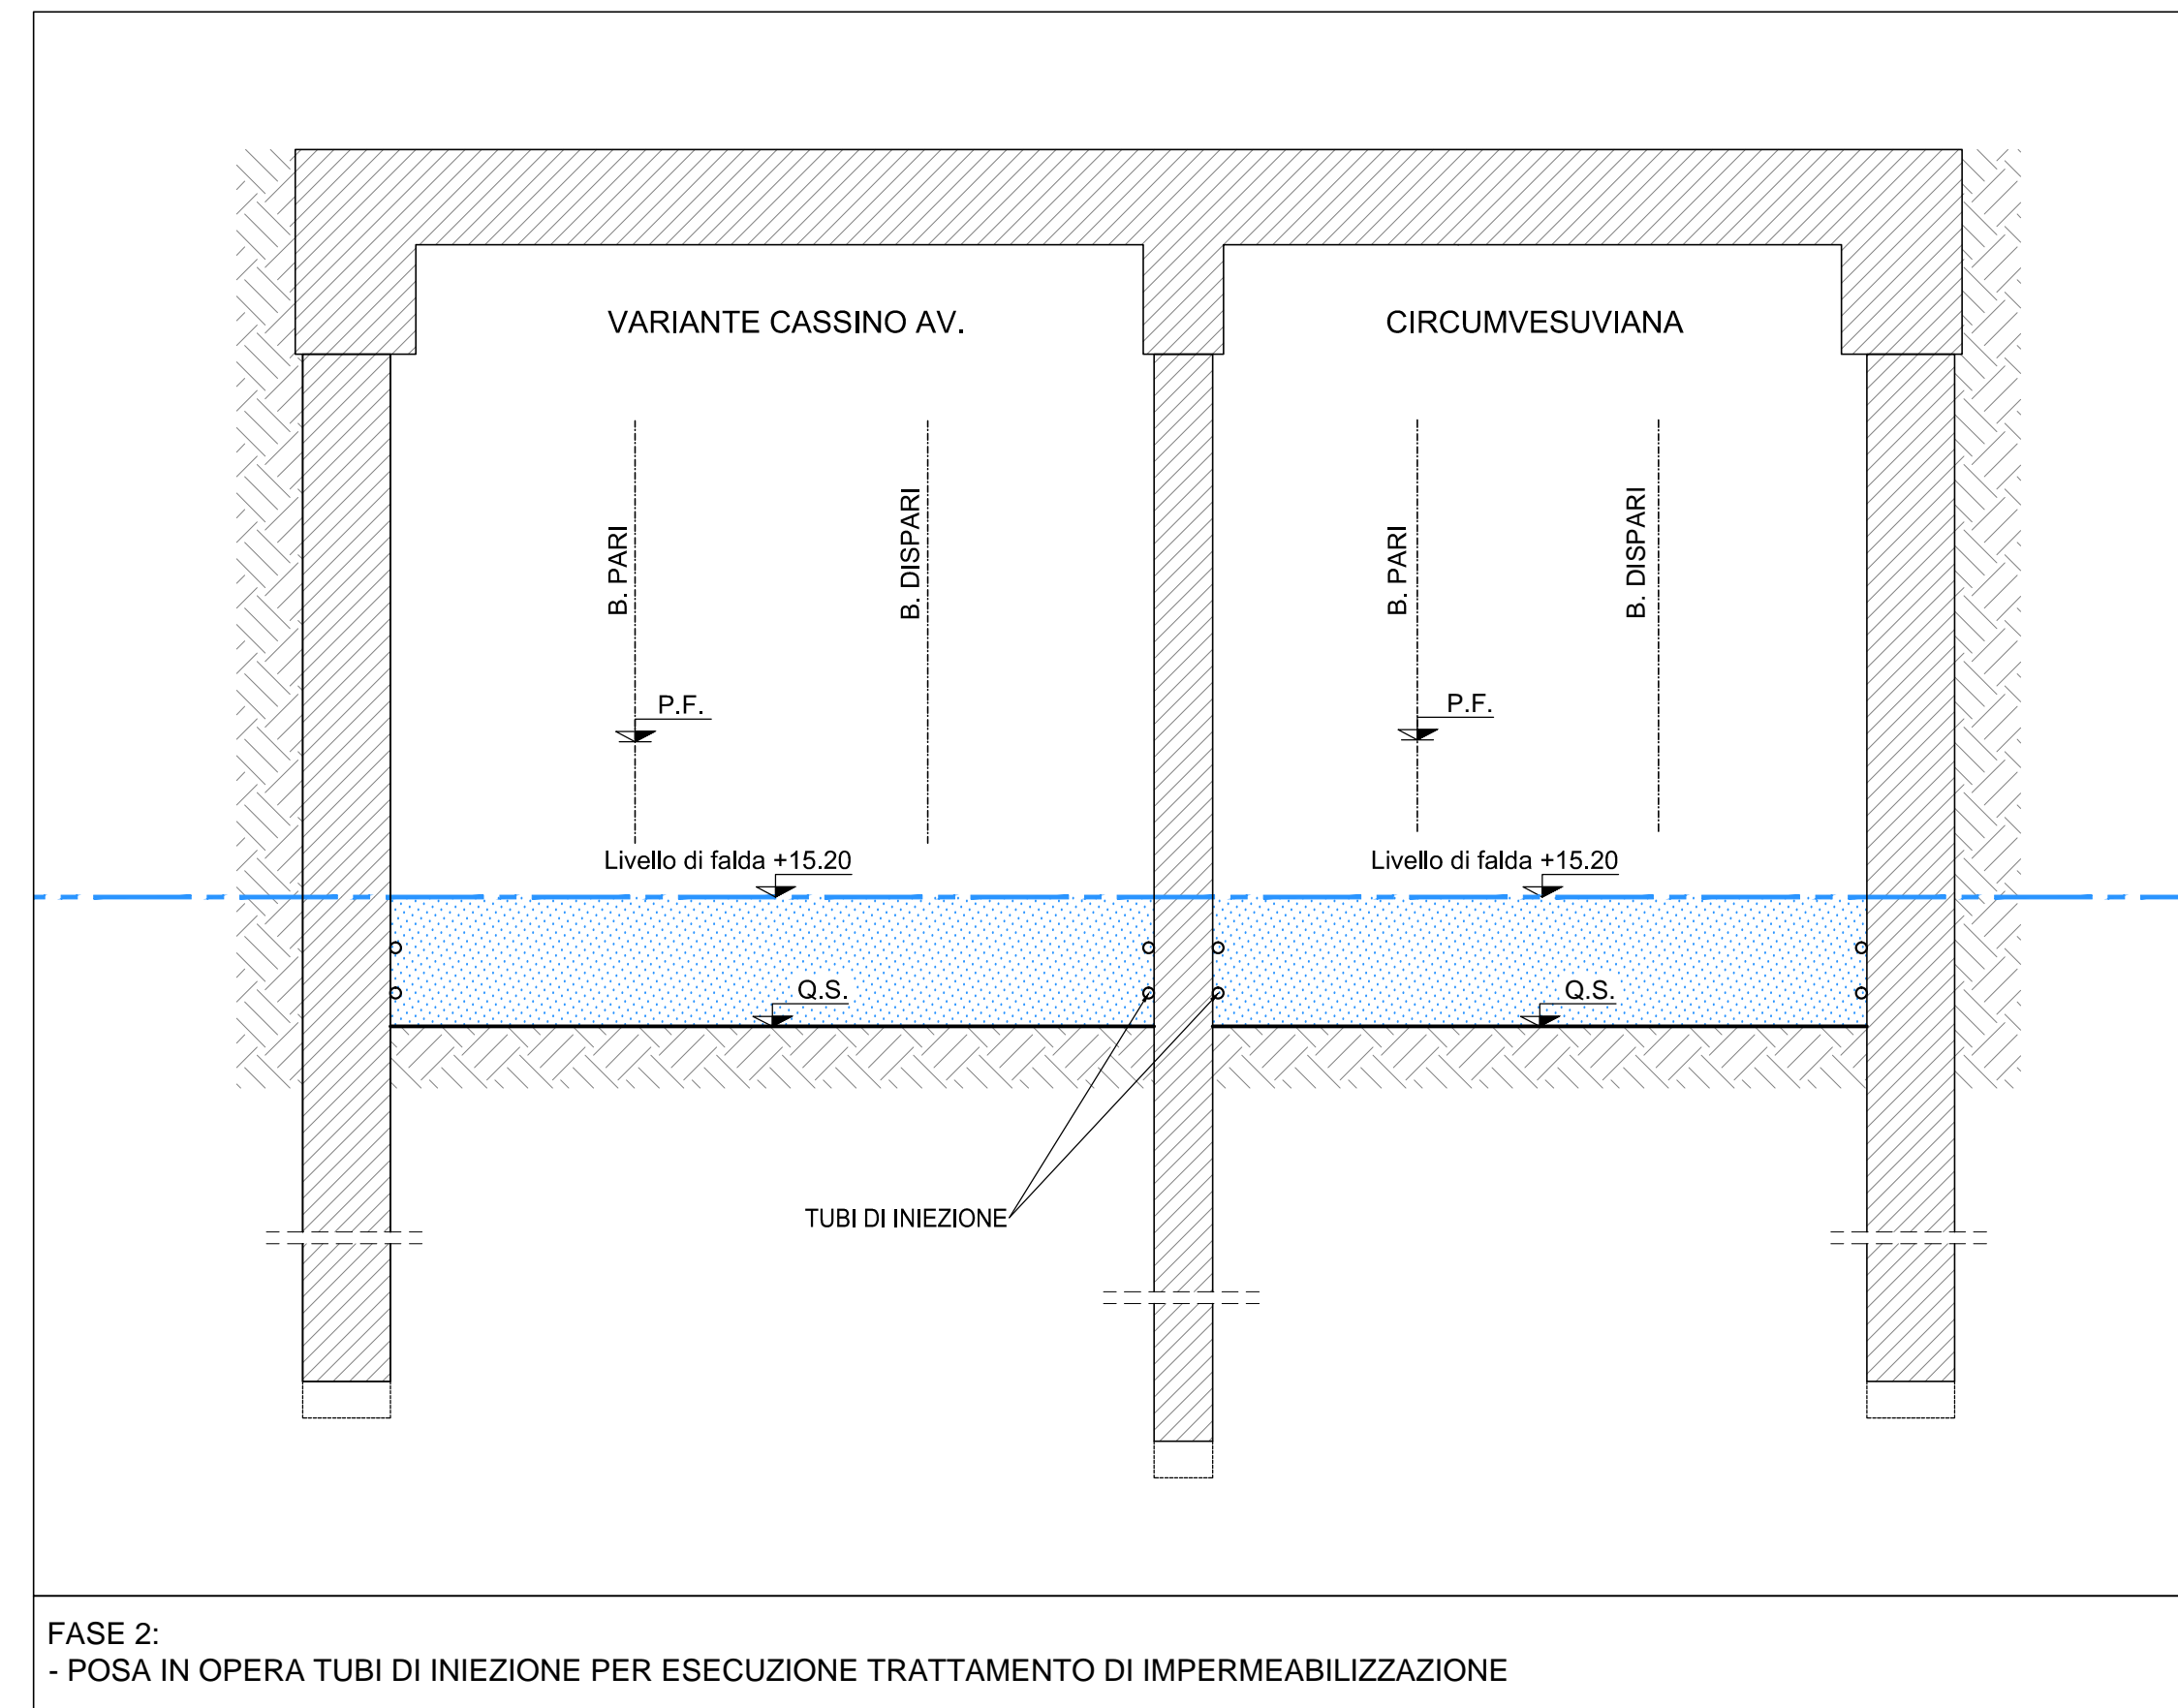 VARIANTE CASSINO AV.
CIRCUMVESUVIANA
B. PARI
B. DISPARI
B. PARI
B. DISPARI
P.F.
P.F.
Livello di falda +15.20
Livello di falda +15.20
Q.S.
Q.S.
TUBI DI INIEZIONE
FASE 2:
- POSA IN OPERA TUBI DI INIEZIONE PER ESECUZIONE TRATTAMENTO DI IMPERMEABILIZZAZIONE